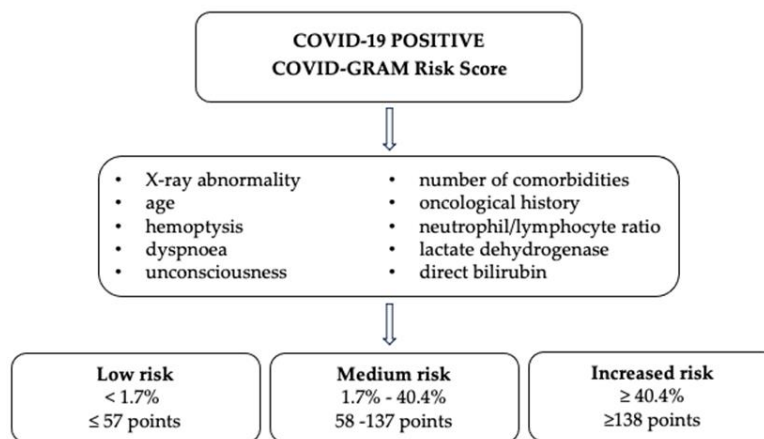 COVID-19 POSITIVE
COVID-GRAM Risk Score
• X-ray abnormality
• age
• hemoptysis
• dyspnoea
• unconsciousness
• number of comorbidities
• oncological history
• neutrophil/lymphocyte ratio
• lactate dehydrogenase
• direct bilirubin
Low risk
< 1.7%
≤ 57 points
Medium risk
1.7% - 40.4%
58 -137 points
Increased risk
≥ 40.4%
≥138 points